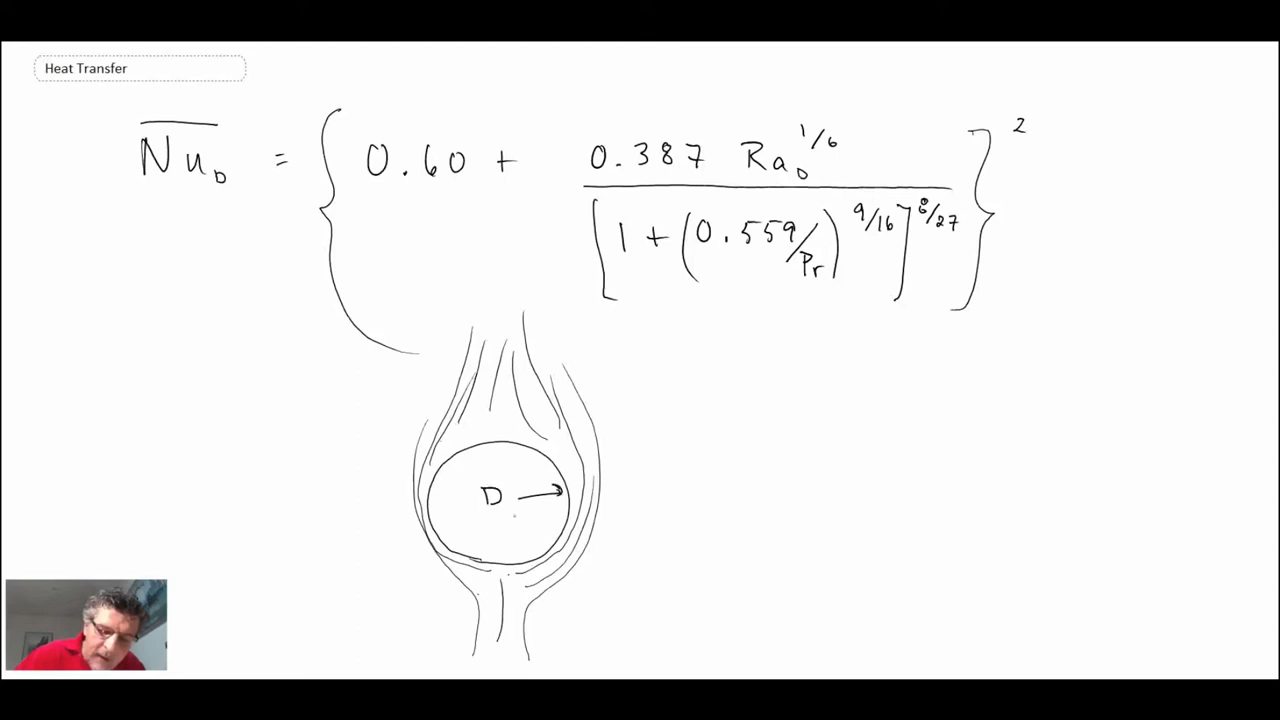 Heat Transfer
Nu_D = { 0.60 + 0.387 Ra_D^1/6 / [1 + (0.559/Pr)^9/16]^8/27 }^2
D